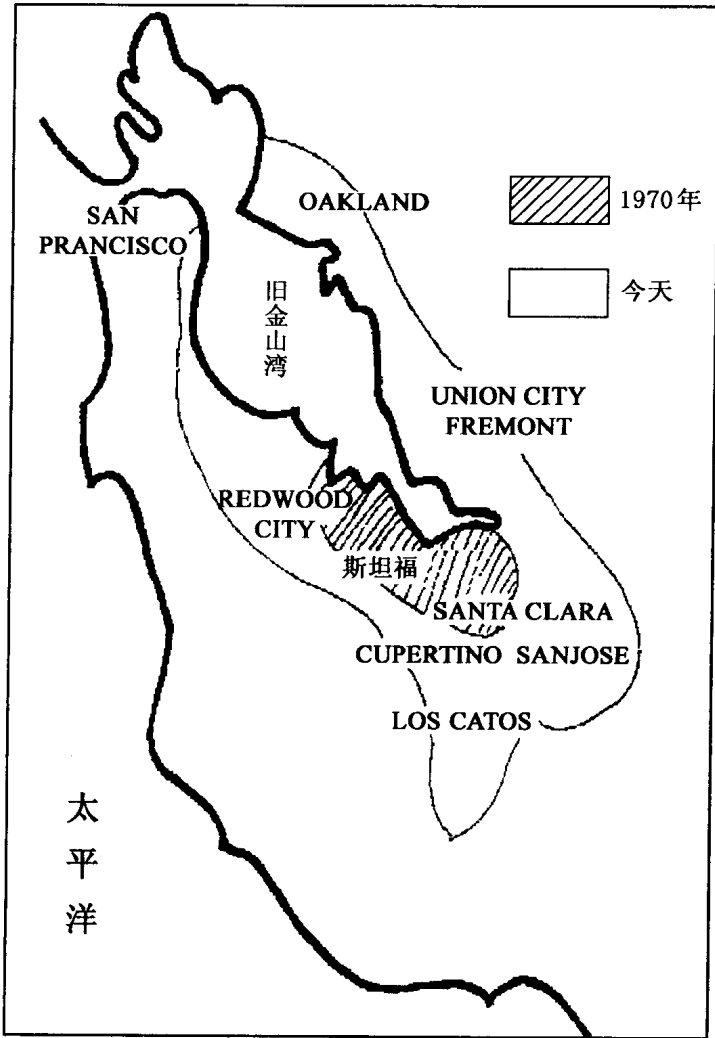 SAN
PRANCISCO
OAKLAND
1970年
今天
旧金山湾
UNION CITY
FREMONT
REDWOOD
CITY
斯坦福
SANTA CLARA
CUPERTINO SANJOSE
LOS CATOS
太平洋